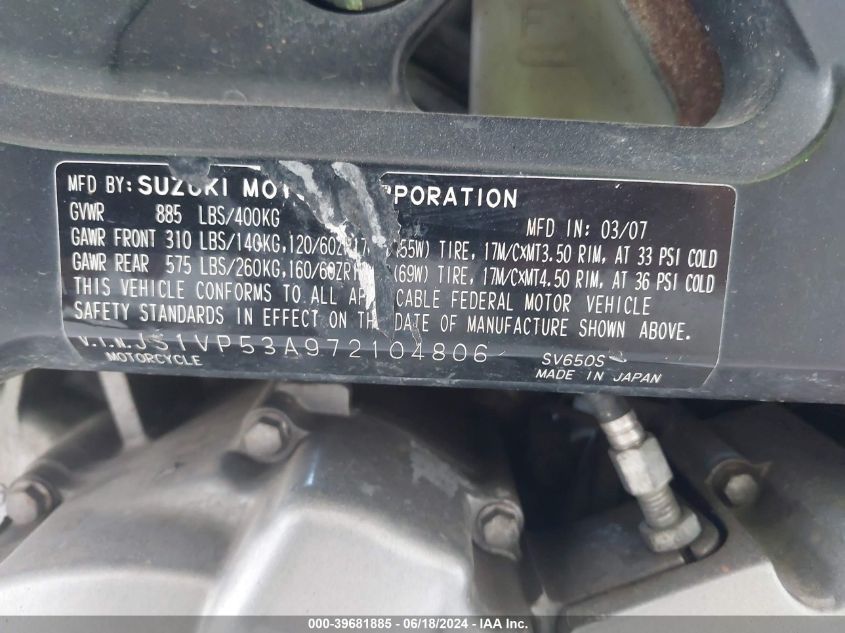 MFD BY: SUZUKI MOT PORATION
GVWR 885 LBS/400KG MFD IN: 03/07
GAWR FRONT 310 LBS/140KG, 120/60ZR17 (55W) TIRE, 17M/CXMT3.50 RIM, AT 33 PSI COLD
GAWR REAR 575 LBS/260KG, 160/60ZR1 (69W) TIRE, 17M/CXMT4.50 RIM, AT 36 PSI COLD
THIS VEHICLE CONFORMS TO ALL AP CABLE FEDERAL MOTOR VEHICLE
SAFETY STANDARDS IN EFFECT ON THE DATE OF MANUFACTURE SHOWN ABOVE.
V.I.N. JS1VP53A972104806 SV650S
MOTORCYCLE MADE IN JAPAN
000-39681885 - 06/18/2024 - IAA Inc.